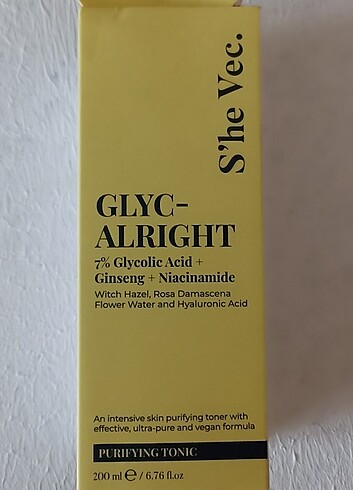 S'he Vec.
GLYC-
ALRIGHT
7% Glycolic Acid +
Ginseng + Niacinamide
Witch Hazel, Rosa Damascena
Flower Water and Hyaluronic Acid
An intensive skin purifying toner with
effective, ultra-pure and vegan formula
PURIFYING TONIC
200 ml ℮ / 6.76 fl.oz